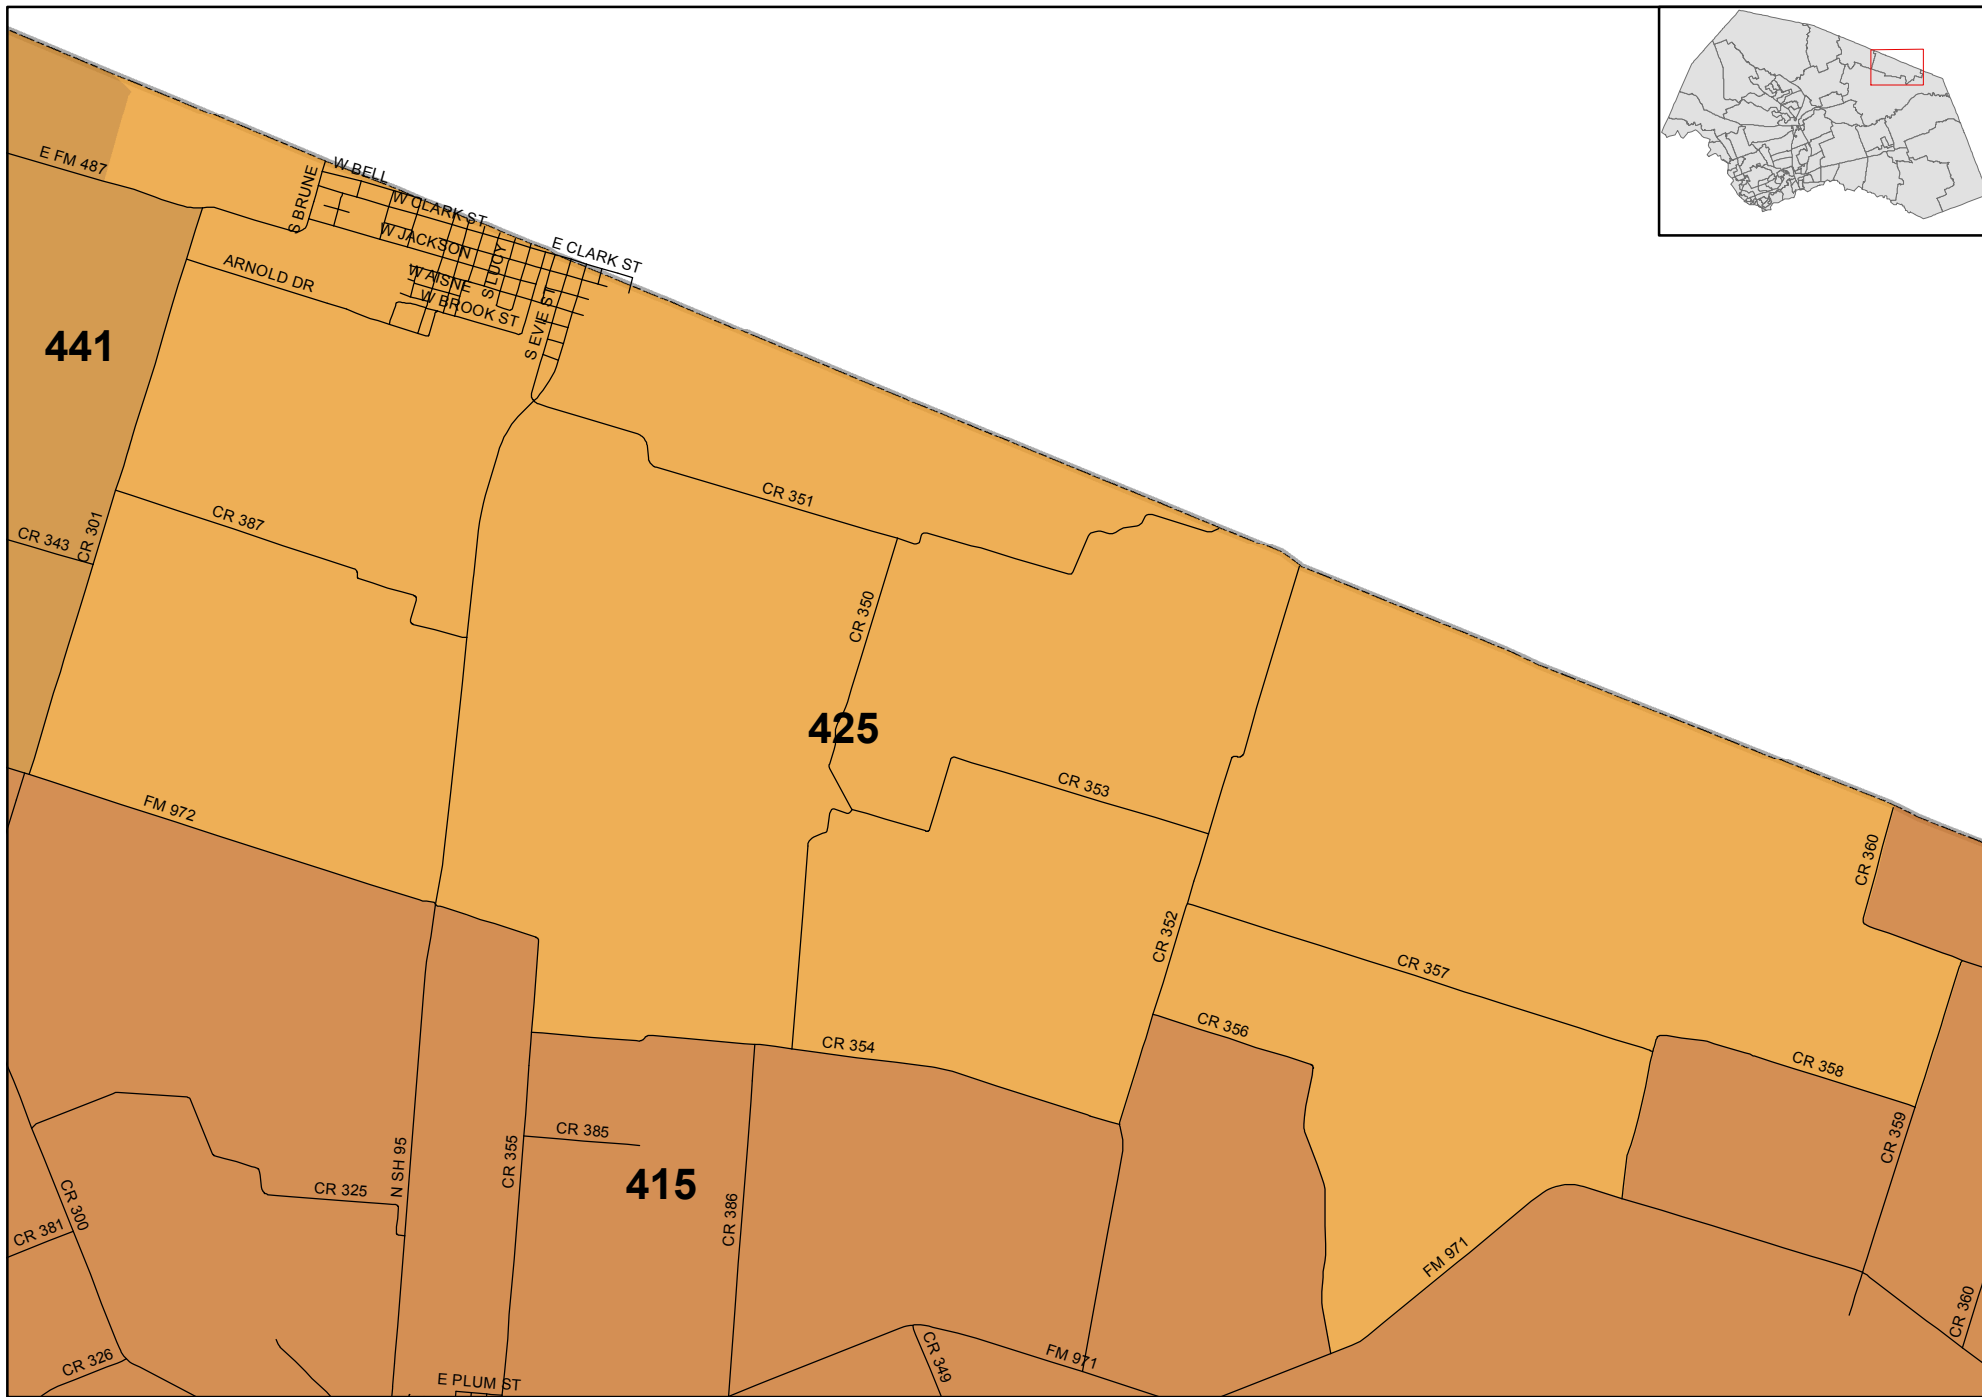 E FM 487
S BRUNE
W BELL
W CLARK ST
W JACKSON
E CLARK ST
S LUCY
ARNOLD DR
W AISNE
W BROOK ST
S EVIE ST
441
CR 351
CR 387
CR 301
CR 343
CR 350
425
CR 353
FM 972
CR 360
CR 352
CR 357
CR 356
CR 354
CR 358
CR 385
CR 359
N SH 95
CR 355
415
CR 325
CR 300
CR 386
CR 381
FM 971
CR 360
CR 326
CR 349
FM 971
E PLUM ST